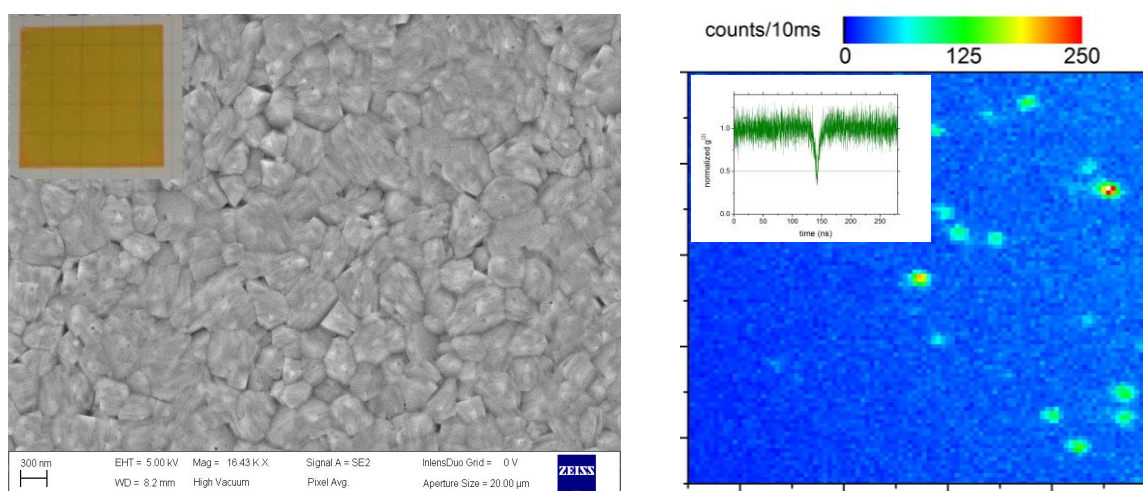 counts/10ms
0 125 250
normalized g(2)
1.0
0.5
0.0
0 50 100 150 200 250
time (ns)
300 nm
EHT = 5.00 kV Mag = 16.43 K X Signal A = SE2 InlensDuo Grid = 0 V
WD = 8.2 mm High Vacuum Pixel Avg. Aperture Size = 20.00 µm
ZEISS